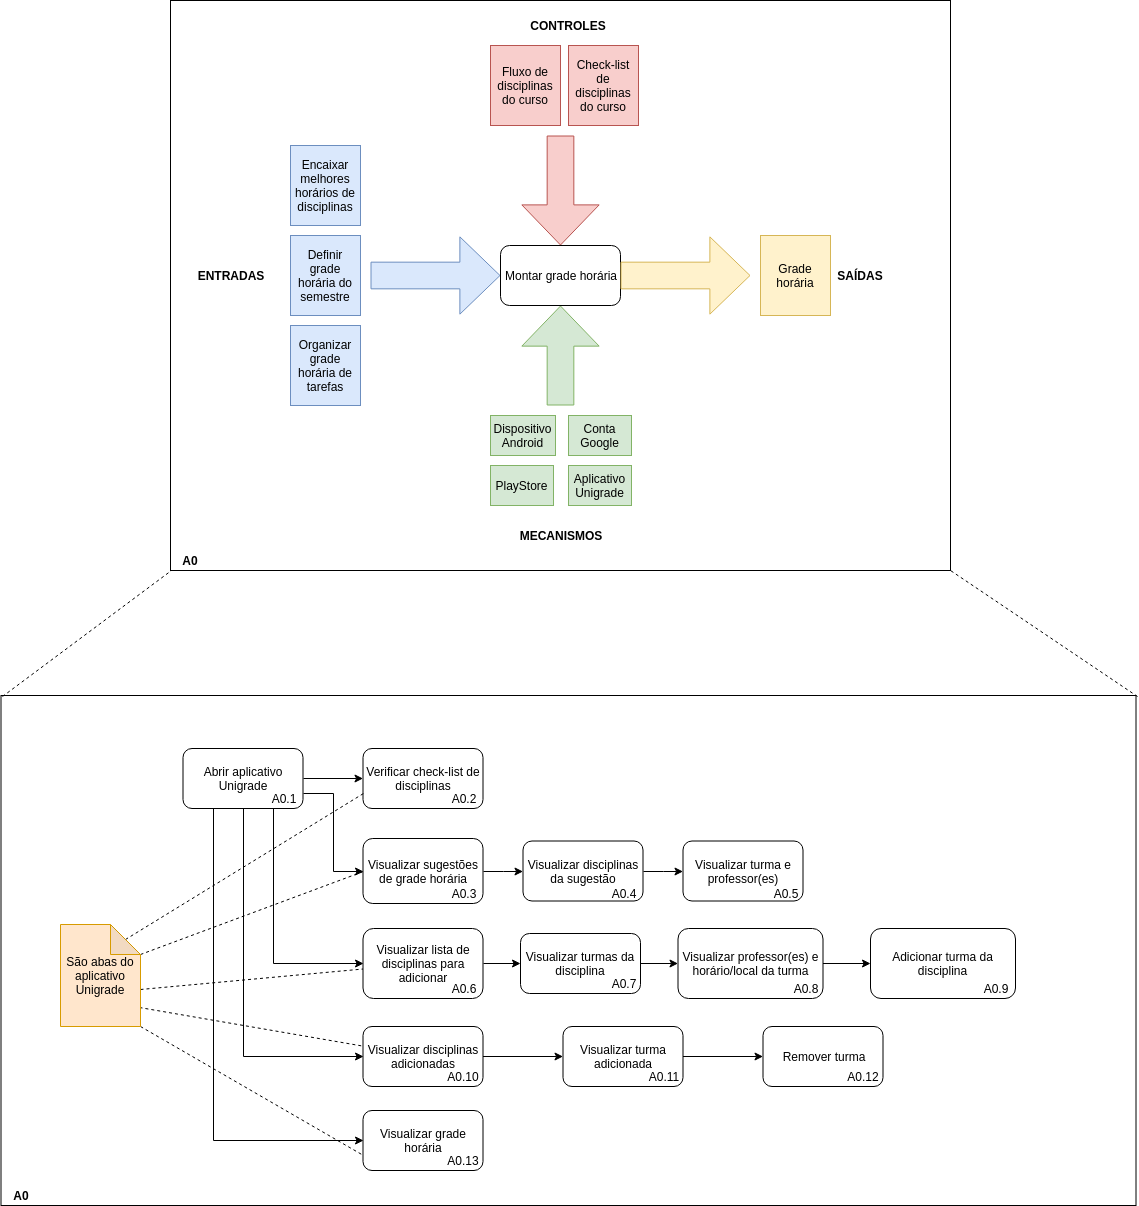 CONTROLES
Fluxo de
disciplinas
do curso
Check-list
de
disciplinas
do curso
Encaixar
melhores
horários de
disciplinas
ENTRADAS
Definir
grade
horária do
semestre
Organizar
grade
horária de
tarefas
Montar grade horária
Grade
horária
SAÍDAS
Dispositivo
Android
Conta
Google
PlayStore
Aplicativo
Unigrade
MECANISMOS
A0
Abrir aplicativo
Unigrade
A0.1
Verificar check-list de
disciplinas
A0.2
Visualizar sugestões
de grade horária
A0.3
Visualizar disciplinas
da sugestão
A0.4
Visualizar turma e
professor(es)
A0.5
São abas do
aplicativo
Unigrade
Visualizar lista de
disciplinas para
adicionar
A0.6
Visualizar turmas da
disciplina
A0.7
Visualizar professor(es) e
horário/local da turma
A0.8
Adicionar turma da
disciplina
A0.9
Visualizar disciplinas
adicionadas
A0.10
Visualizar turma
adicionada
A0.11
Remover turma
A0.12
Visualizar grade
horária
A0.13
A0